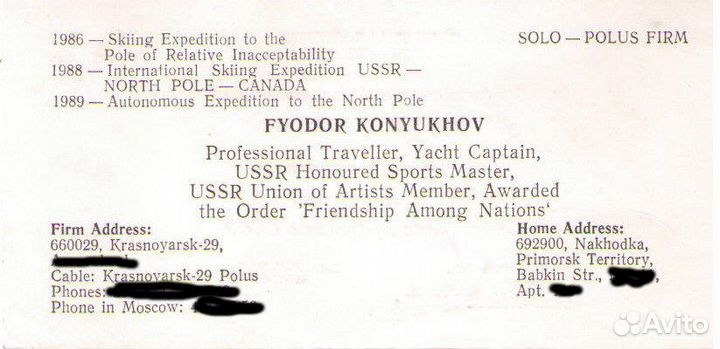 1986 — Skiing Expedition to the
Pole of Relative Inacceptability
1988 — International Skiing Expedition USSR —
NORTH POLE — CANADA
1989 — Autonomous Expedition to the North Pole
SOLO — POLUS FIRM
FYODOR KONYUKHOV
Professional Traveller, Yacht Captain,
USSR Honoured Sports Master,
USSR Union of Artists Member, Awarded
the Order 'Friendship Among Nations'
Firm Address:
660029, Krasnoyarsk-29,
Cable: Krasnoyarsk-29 Polus
Phones:
Phone in Moscow:
Home Address:
692900, Nakhodka,
Primorsk Territory,
Babkin Str.,
Apt.
Avito